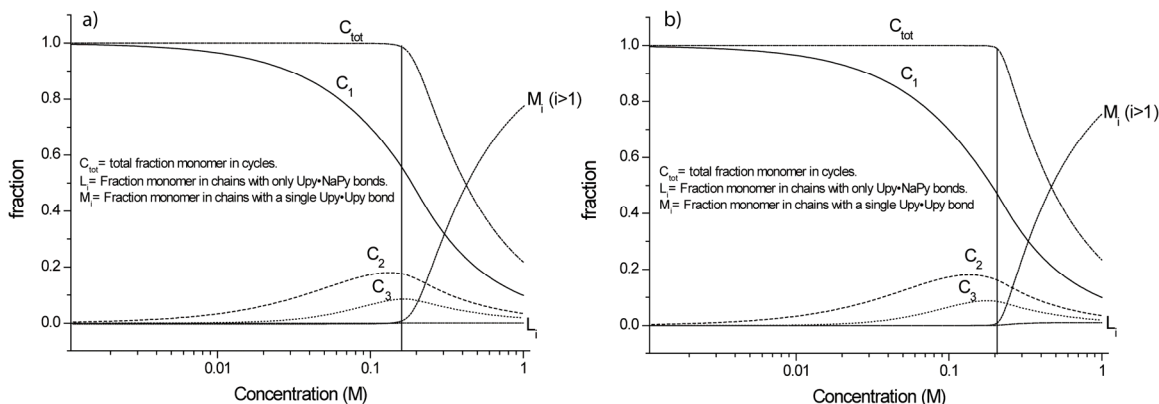 a)
C_tot
1.0
C_1
0.8
M_i (i>1)
0.6
C_tot= total fraction monomer in cycles.
L_i= Fraction monomer in chains with only Upy•NaPy bonds.
M_i= Fraction monomer in chains with a single Upy•Upy bond
fraction
0.4
C_2
0.2
C_3
0.0
L_i
0.01
0.1
1
Concentration (M)
b)
C_tot
1.0
C_1
0.8
M_i (i>1)
0.6
C_tot= total fraction monomer in cycles.
L_i= Fraction monomer in chains with only Upy•NaPy bonds.
M_i= Fraction monomer in chains with a single Upy•Upy bond
fraction
0.4
C_2
0.2
C_3
0.0
L_i
0.01
0.1
1
Concentration (M)